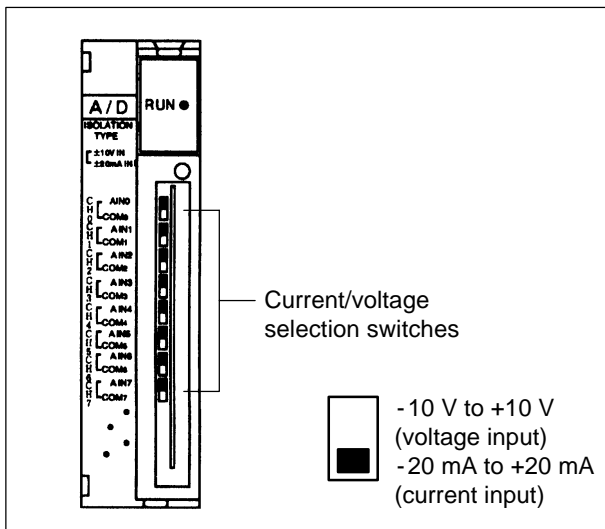 A/D
RUN
ISOLATION
TYPE
±10V IN
±20mA IN
CH0
AIN0
COM0
CH1
AIN1
COM1
CH2
AIN2
COM2
CH3
AIN3
COM3
CH4
AIN4
COM4
CH5
AIN5
COM5
CH6
AIN6
COM6
CH7
AIN7
COM7
Current/voltage
selection switches
-10 V to +10 V
(voltage input)
-20 mA to +20 mA
(current input)